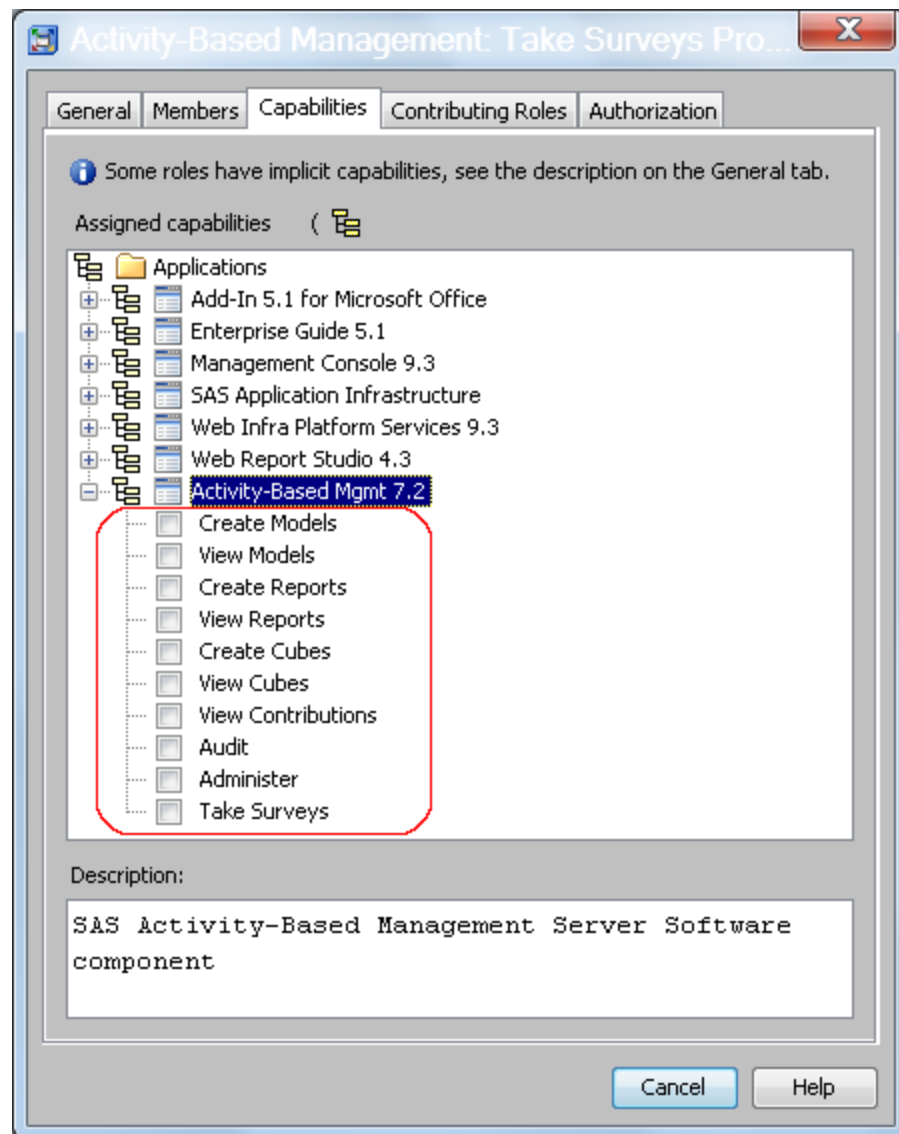 Activity-Based Management: Take Surveys Pro...
General Members Capabilities Contributing Roles Authorization
Some roles have implicit capabilities, see the description on the General tab.
Assigned capabilities (
Applications
Add-In 5.1 for Microsoft Office
Enterprise Guide 5.1
Management Console 9.3
SAS Application Infrastructure
Web Infra Platform Services 9.3
Web Report Studio 4.3
Activity-Based Mgmt 7.2
Create Models
View Models
Create Reports
View Reports
Create Cubes
View Cubes
View Contributions
Audit
Administer
Take Surveys
Description:
SAS Activity-Based Management Server Software
component
Cancel Help